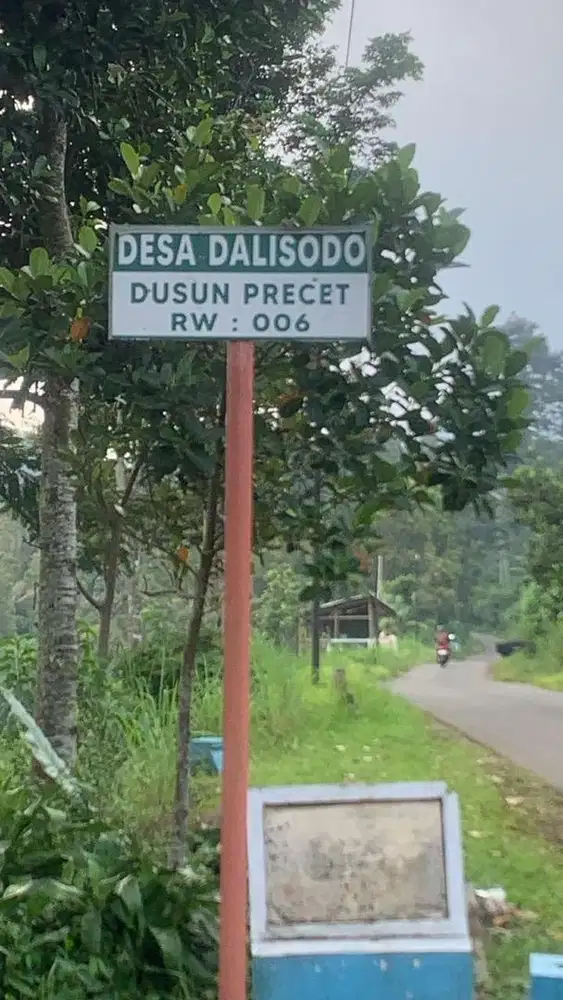 DESA DALISODO
DUSUN PRECET
RW : 006